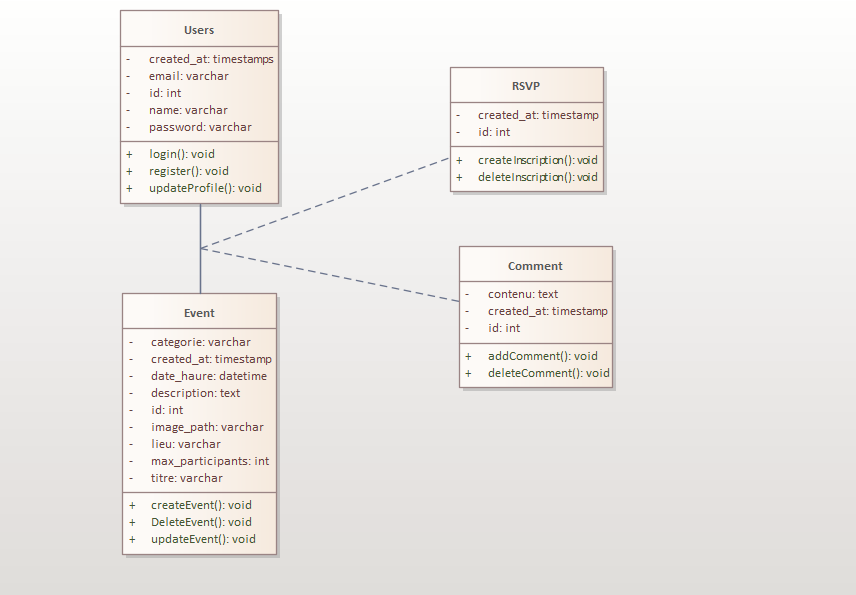 Users
- created_at: timestamps
- email: varchar
- id: int
- name: varchar
- password: varchar
+ login(): void
+ register(): void
+ updateProfile(): void
RSVP
- created_at: timestamp
- id: int
+ createInscription(): void
+ deleteInscription(): void
Comment
- contenu: text
- created_at: timestamp
- id: int
+ addComment(): void
+ deleteComment(): void
Event
- categorie: varchar
- created_at: timestamp
- date_haure: datetime
- description: text
- id: int
- image_path: varchar
- lieu: varchar
- max_participants: int
- titre: varchar
+ createEvent(): void
+ DeleteEvent(): void
+ updateEvent(): void